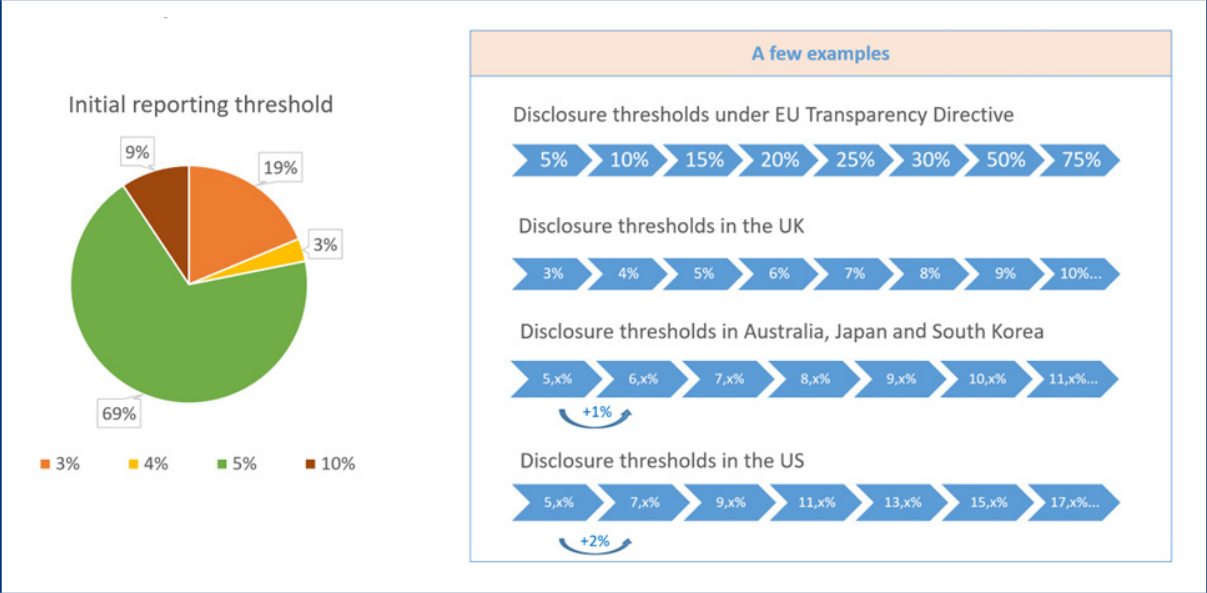 Initial reporting threshold
9%
19%
3%
69%
3% 4% 5% 10%
A few examples
Disclosure thresholds under EU Transparency Directive
5% 10% 15% 20% 25% 30% 50% 75%
Disclosure thresholds in the UK
3% 4% 5% 6% 7% 8% 9% 10%...
Disclosure thresholds in Australia, Japan and South Korea
5,x% 6,x% 7,x% 8,x% 9,x% 10,x% 11,x%...
+1%
Disclosure thresholds in the US
5,x% 7,x% 9,x% 11,x% 13,x% 15,x% 17,x%...
+2%